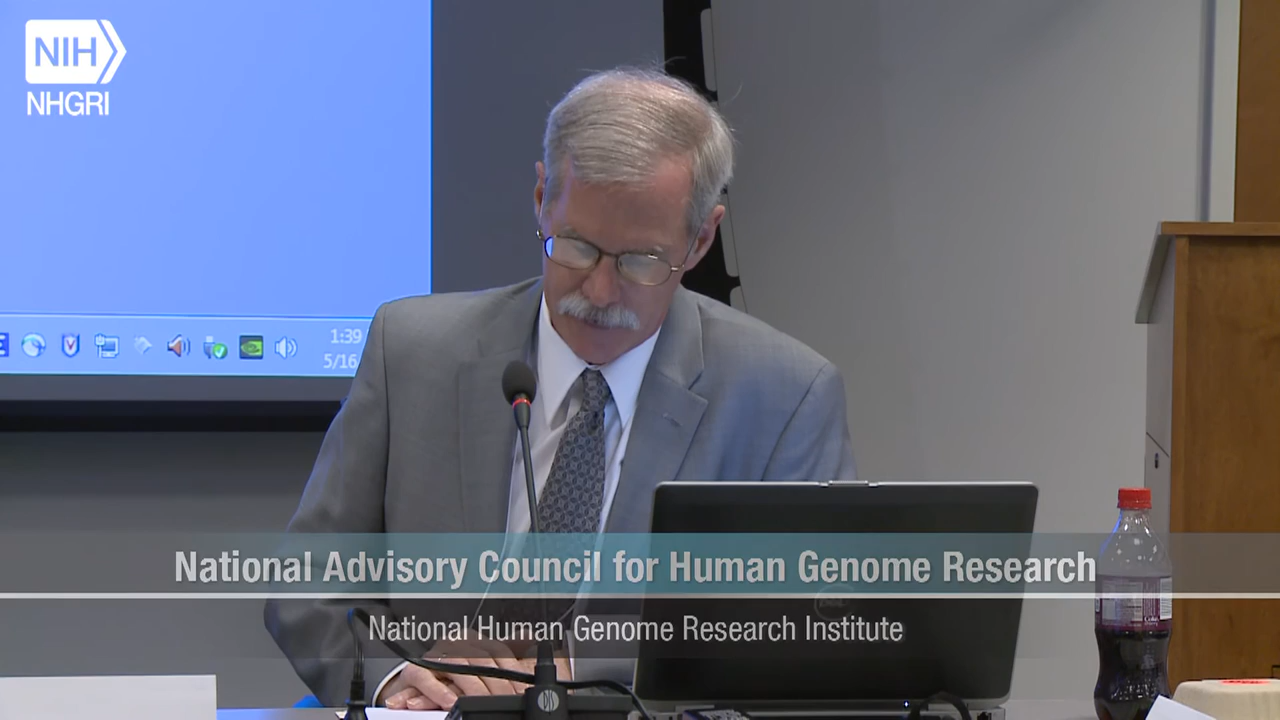 NIH
NHGRI
1:39
5/16
National Advisory Council for Human Genome Research
National Human Genome Research Institute